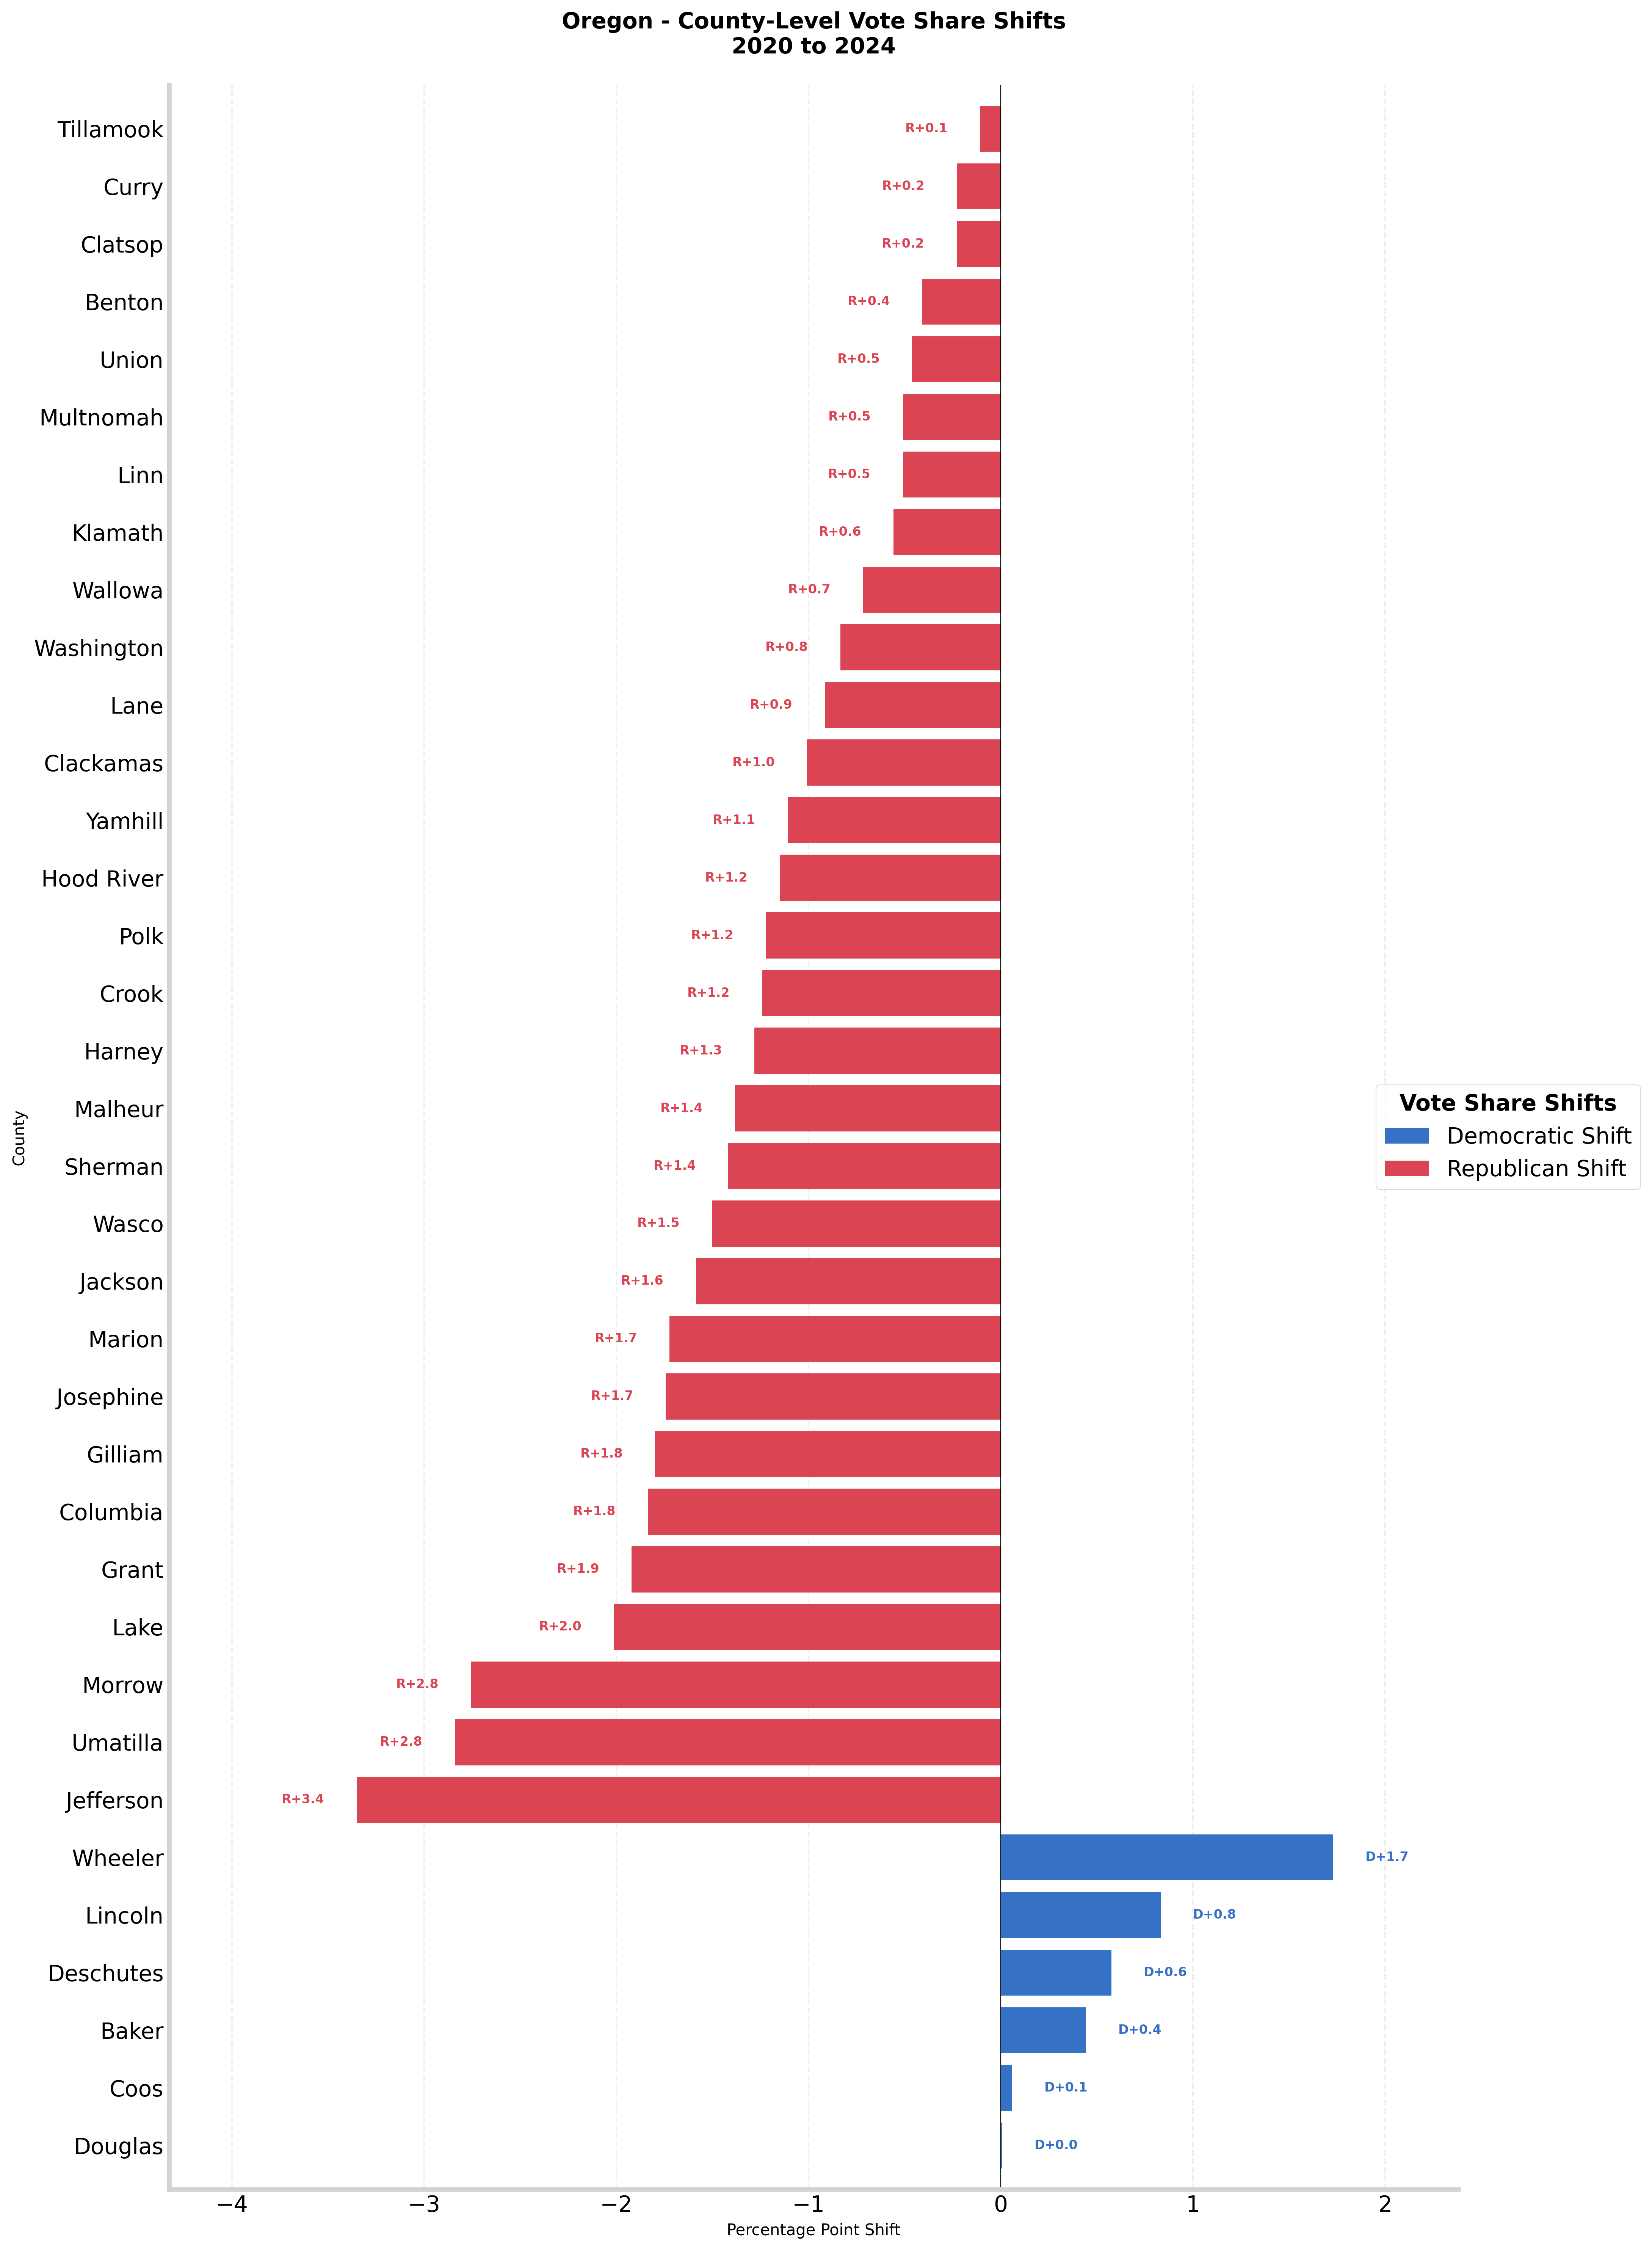 Oregon - County-Level Vote Share Shifts
2020 to 2024
Tillamook R+0.1
Curry R+0.2
Clatsop R+0.2
Benton R+0.4
Union R+0.5
Multnomah R+0.5
Linn R+0.5
Klamath R+0.6
Wallowa R+0.7
Washington R+0.8
Lane R+0.9
Clackamas R+1.0
Yamhill R+1.1
Hood River R+1.2
Polk R+1.2
Crook R+1.2
Harney R+1.3
Malheur R+1.4
Sherman R+1.4
Wasco R+1.5
Jackson R+1.6
Marion R+1.7
Josephine R+1.7
Gilliam R+1.8
Columbia R+1.8
Grant R+1.9
Lake R+2.0
Morrow R+2.8
Umatilla R+2.8
Jefferson R+3.4
Wheeler D+1.7
Lincoln D+0.8
Deschutes D+0.6
Baker D+0.4
Coos D+0.1
Douglas D+0.0
County
−4 −3 −2 −1 0 1 2
Percentage Point Shift
Vote Share Shifts
Democratic Shift
Republican Shift